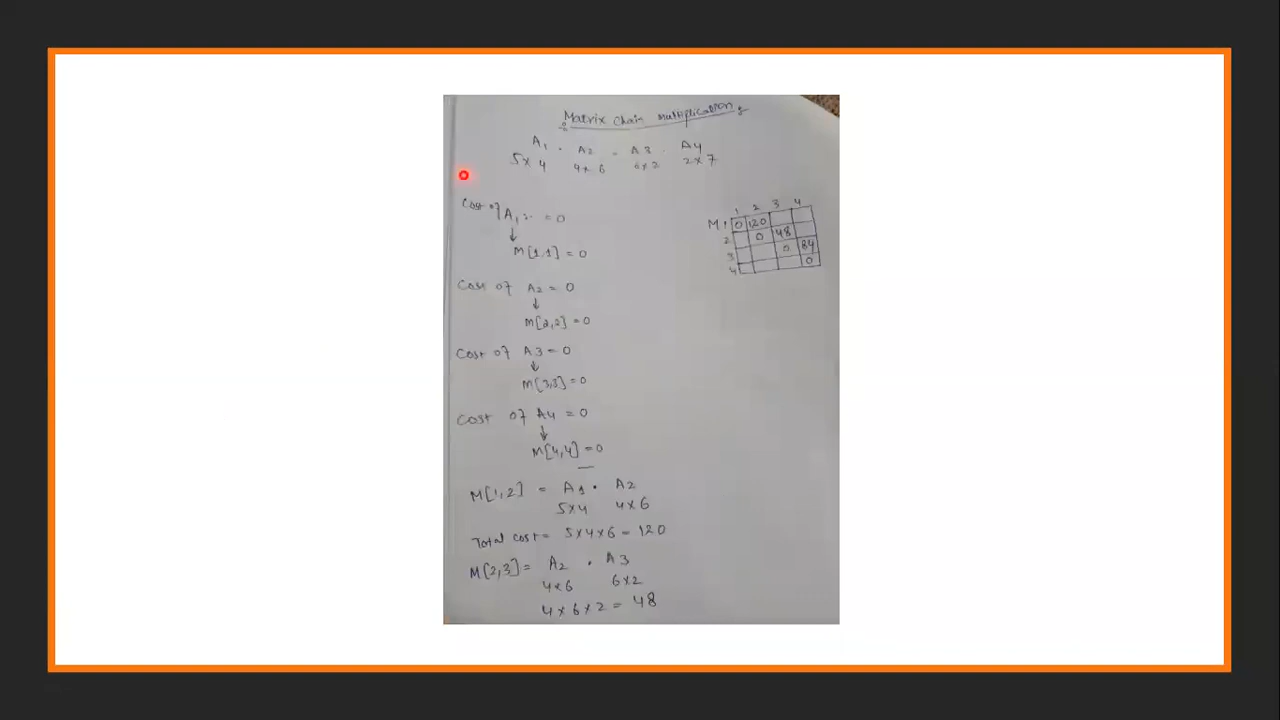 Matrix chain multiplication
A1 . A2 . A3 . A4
5×4 4×6 6×2 2×7
Cost of A1 = 0
M[1,1] = 0
1 2 3 4
M 1 0 120
2 0 48
3 0 84
4 0
Cost of A2 = 0
M[2,2] = 0
Cost of A3 = 0
M[3,3] = 0
Cost of A4 = 0
M[4,4] = 0
M[1,2] = A1 . A2
5×4 4×6
Total cost = 5×4×6 = 120
M[2,3] = A2 . A3
4×6 6×2
4×6×2 = 48